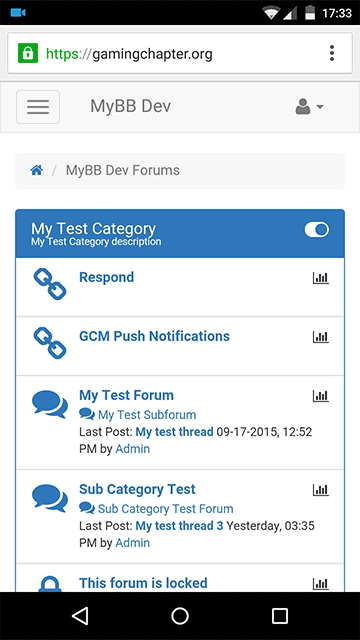 17:33
https://gamingchapter.org
MyBB Dev
/ MyBB Dev Forums
My Test Category
My Test Category description
Respond
GCM Push Notifications
My Test Forum
My Test Subforum
Last Post: My test thread 09-17-2015, 12:52
PM by Admin
Sub Category Test
Sub Category Test Forum
Last Post: My test thread 3 Yesterday, 03:35
PM by Admin
This forum is locked